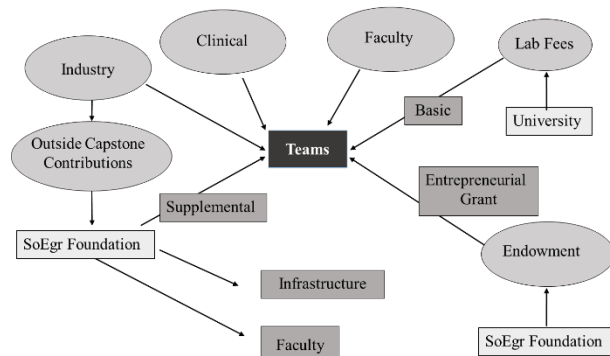 Clinical
Faculty
Lab Fees
Industry
Basic
University
Outside Capstone
Contributions
Teams
Entrepreneurial
Grant
Supplemental
SoEgr Foundation
Endowment
Infrastructure
Faculty
SoEgr Foundation